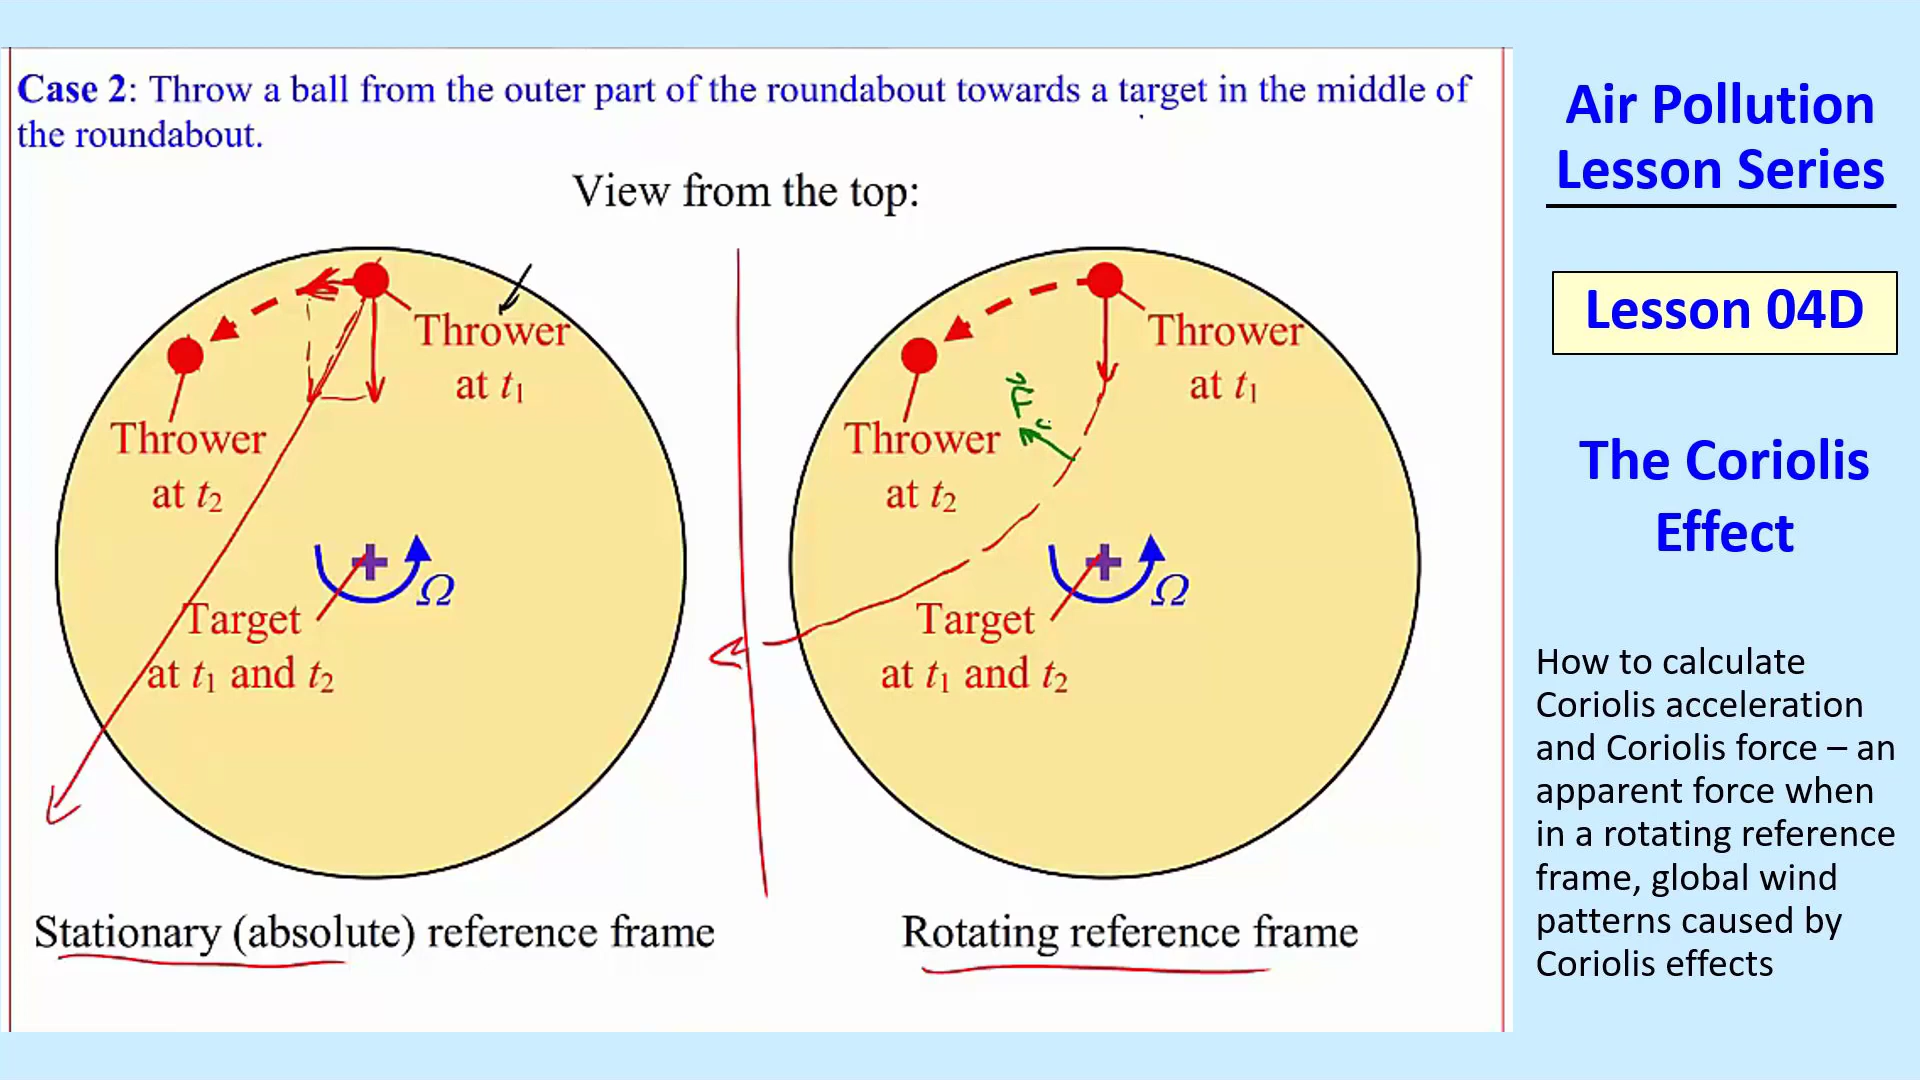 Case 2: Throw a ball from the outer part of the roundabout towards a target in the middle of
the roundabout.
View from the top:
Thrower
at t₁
Thrower
at t₂
Ω
Target
at t₁ and t₂
Stationary (absolute) reference frame
Thrower
at t₁
Thrower
at t₂
Ω
Target
at t₁ and t₂
Rotating reference frame
Air Pollution
Lesson Series
Lesson 04D
The Coriolis
Effect
How to calculate
Coriolis acceleration
and Coriolis force – an
apparent force when
in a rotating reference
frame, global wind
patterns caused by
Coriolis effects